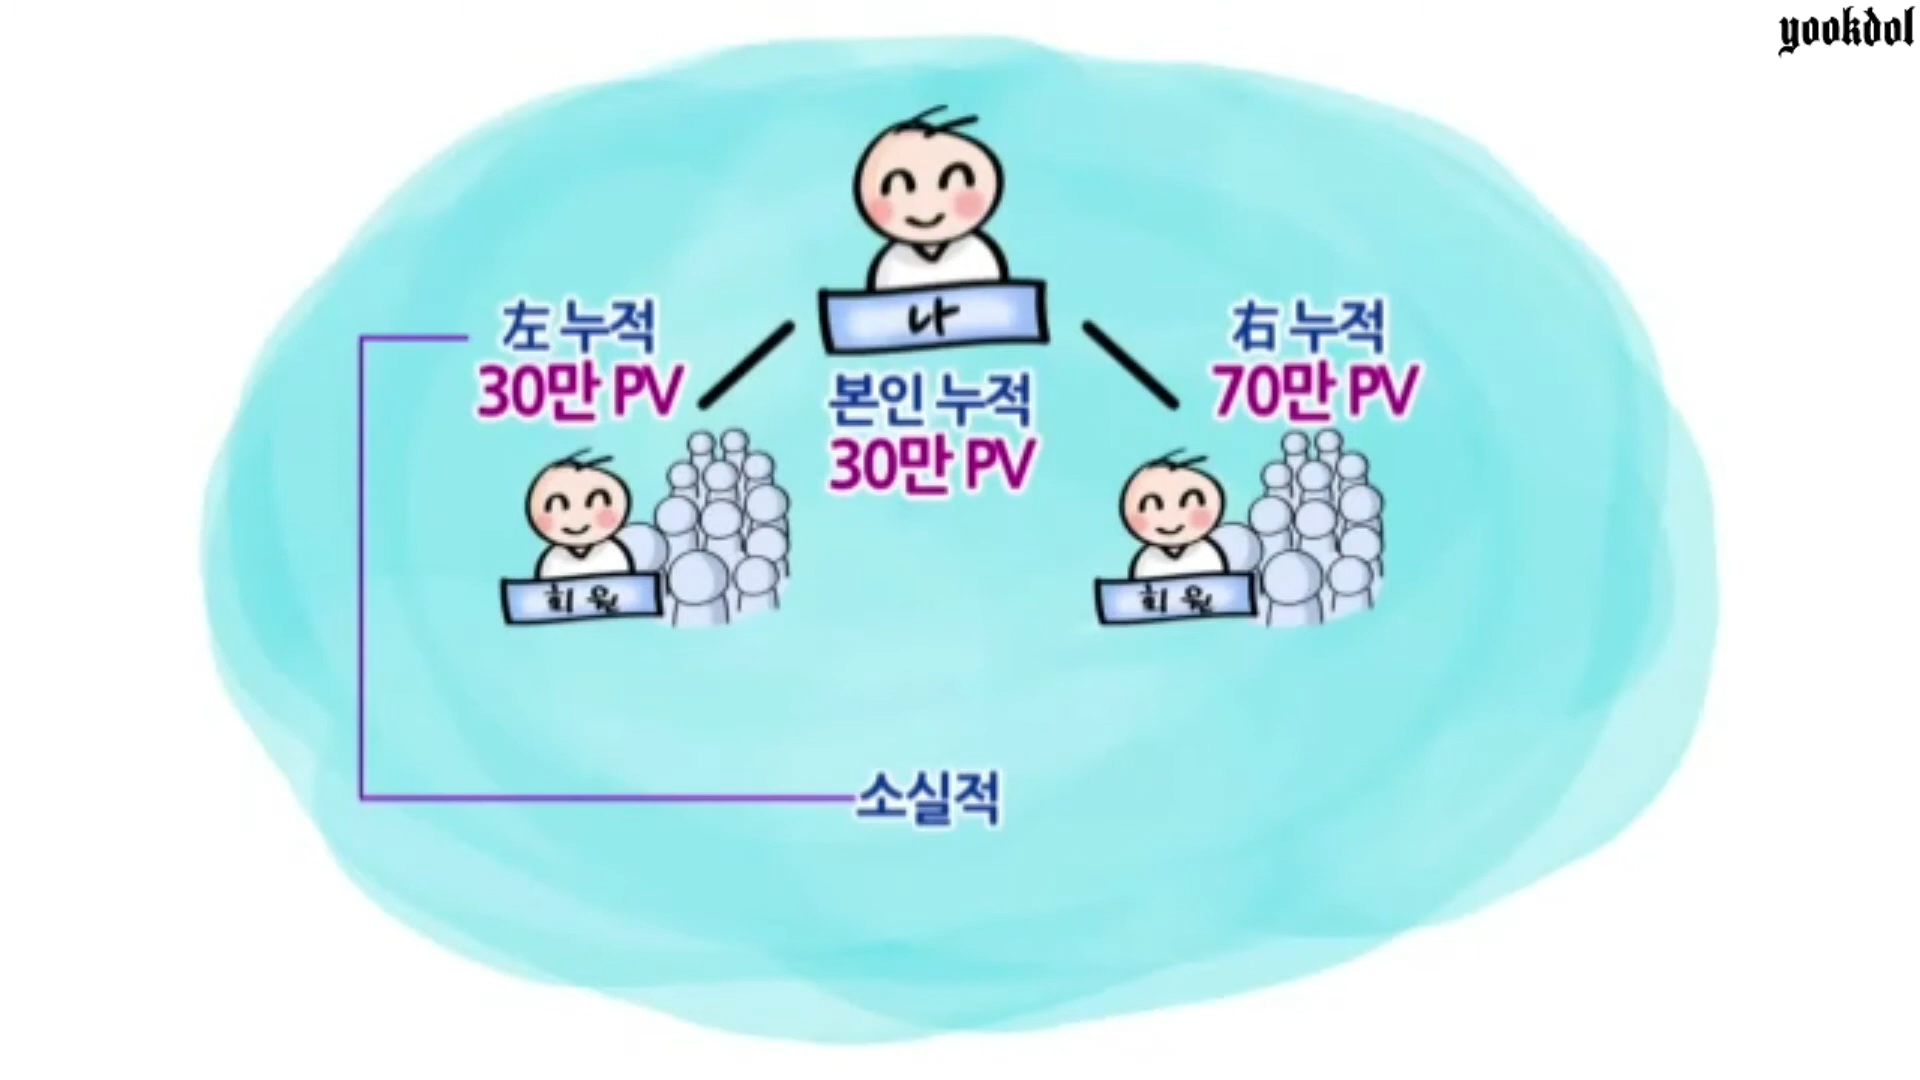 yookdol
나
左 누적
30만 PV
본인 누적
30만 PV
右 누적
70만 PV
회원
회원
소실적